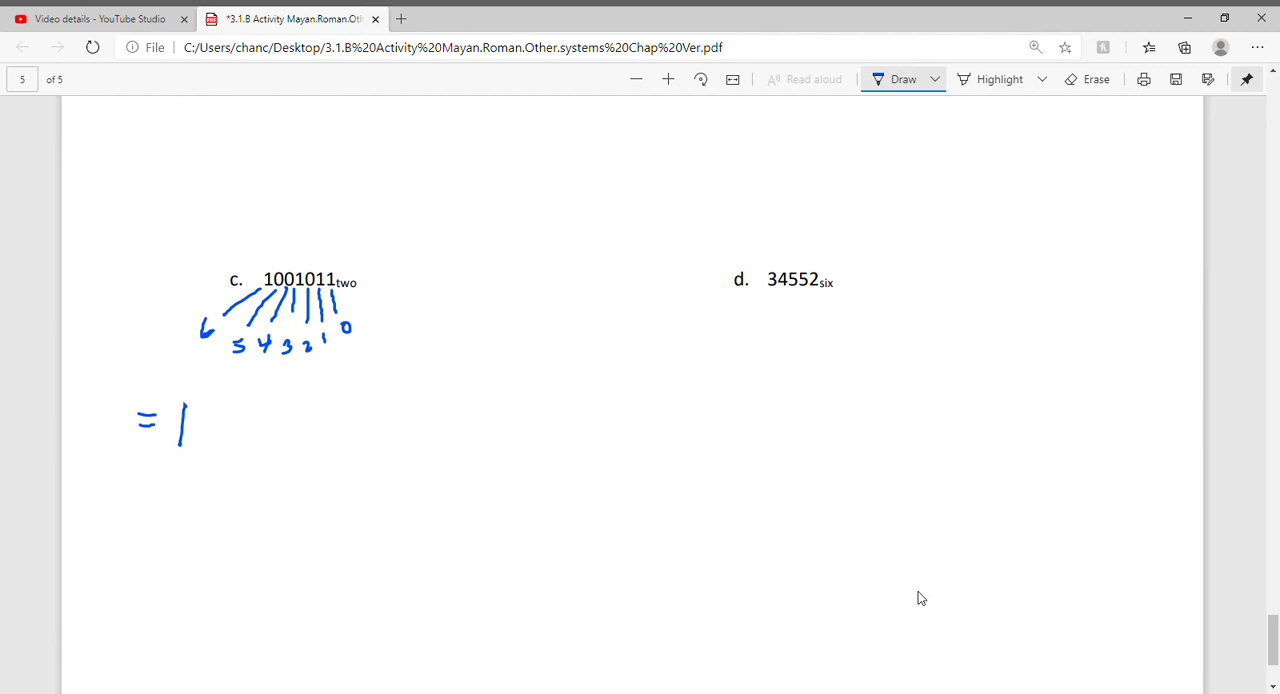 Video details - YouTube Studio
*3.1.B Activity Mayan.Roman.Oth
File
C:/Users/chanc/Desktop/3.1.B%20Activity%20Mayan.Roman.Other.systems%20Chap%20Ver.pdf
5 of 5
Read aloud
Draw
Highlight
Erase
c. 1001011two
d. 34552six
6 5 4 3 2 1 0
= 1